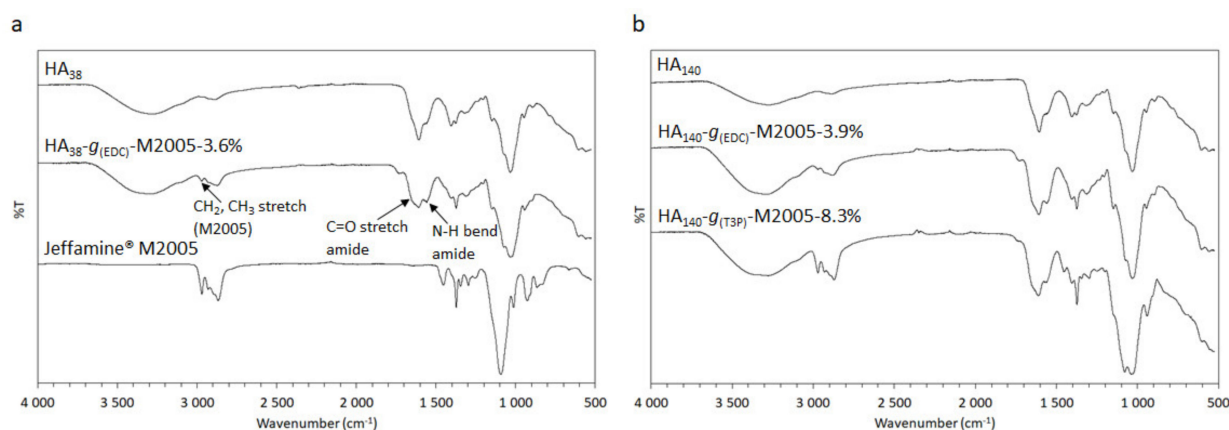 a
HA₃₈
HA₃₈-g(EDC)-M2005-3.6%
CH₂, CH₃ stretch
(M2005)
C=O stretch
amide
N-H bend
amide
Jeffamine® M2005
%T
4 000 3 500 3 000 2 500 2 000 1 500 1 000 500
Wavenumber (cm⁻¹)
b
HA₁₄₀
HA₁₄₀-g(EDC)-M2005-3.9%
HA₁₄₀-g(T3P)-M2005-8.3%
%T
4 000 3 500 3 000 2 500 2 000 1 500 1 000 500
Wavenumber (cm⁻¹)